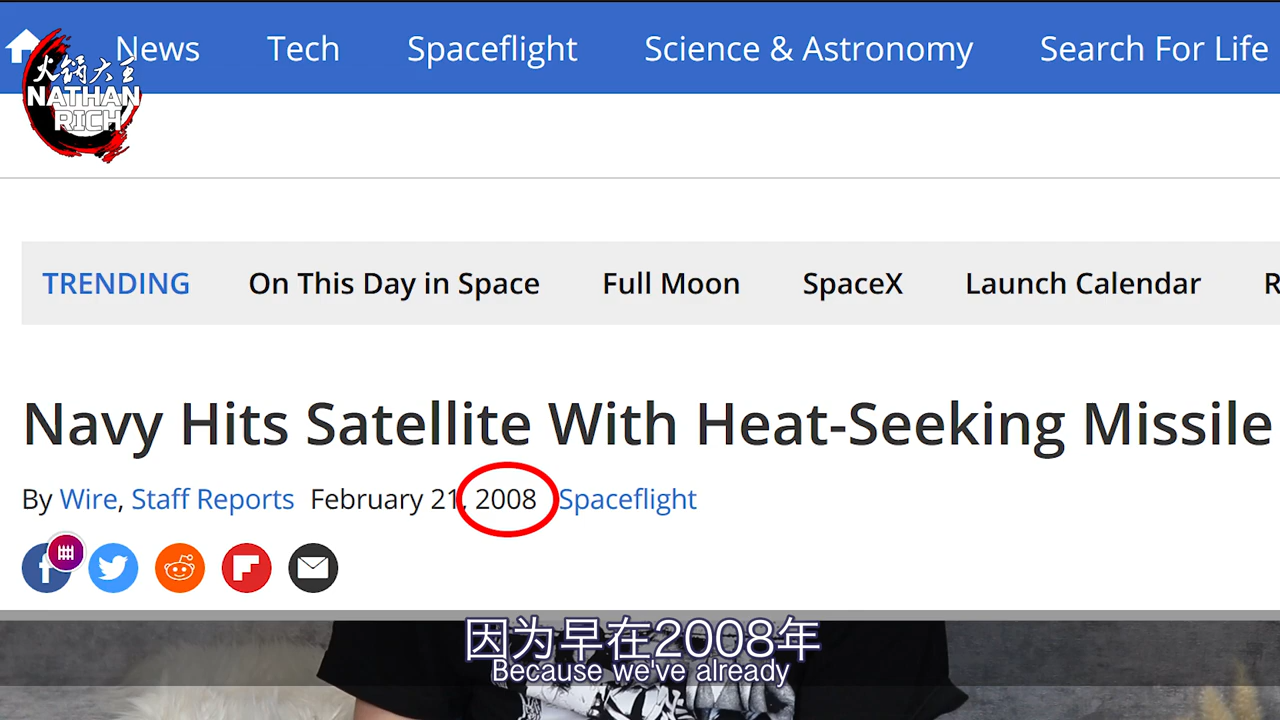 News Tech Spaceflight Science & Astronomy Search For Life
火锅大王
NATHAN
RICH
TRENDING On This Day in Space Full Moon SpaceX Launch Calendar R
Navy Hits Satellite With Heat-Seeking Missile
By Wire, Staff Reports February 21, 2008 Spaceflight
因为早在2008年
Because we've already